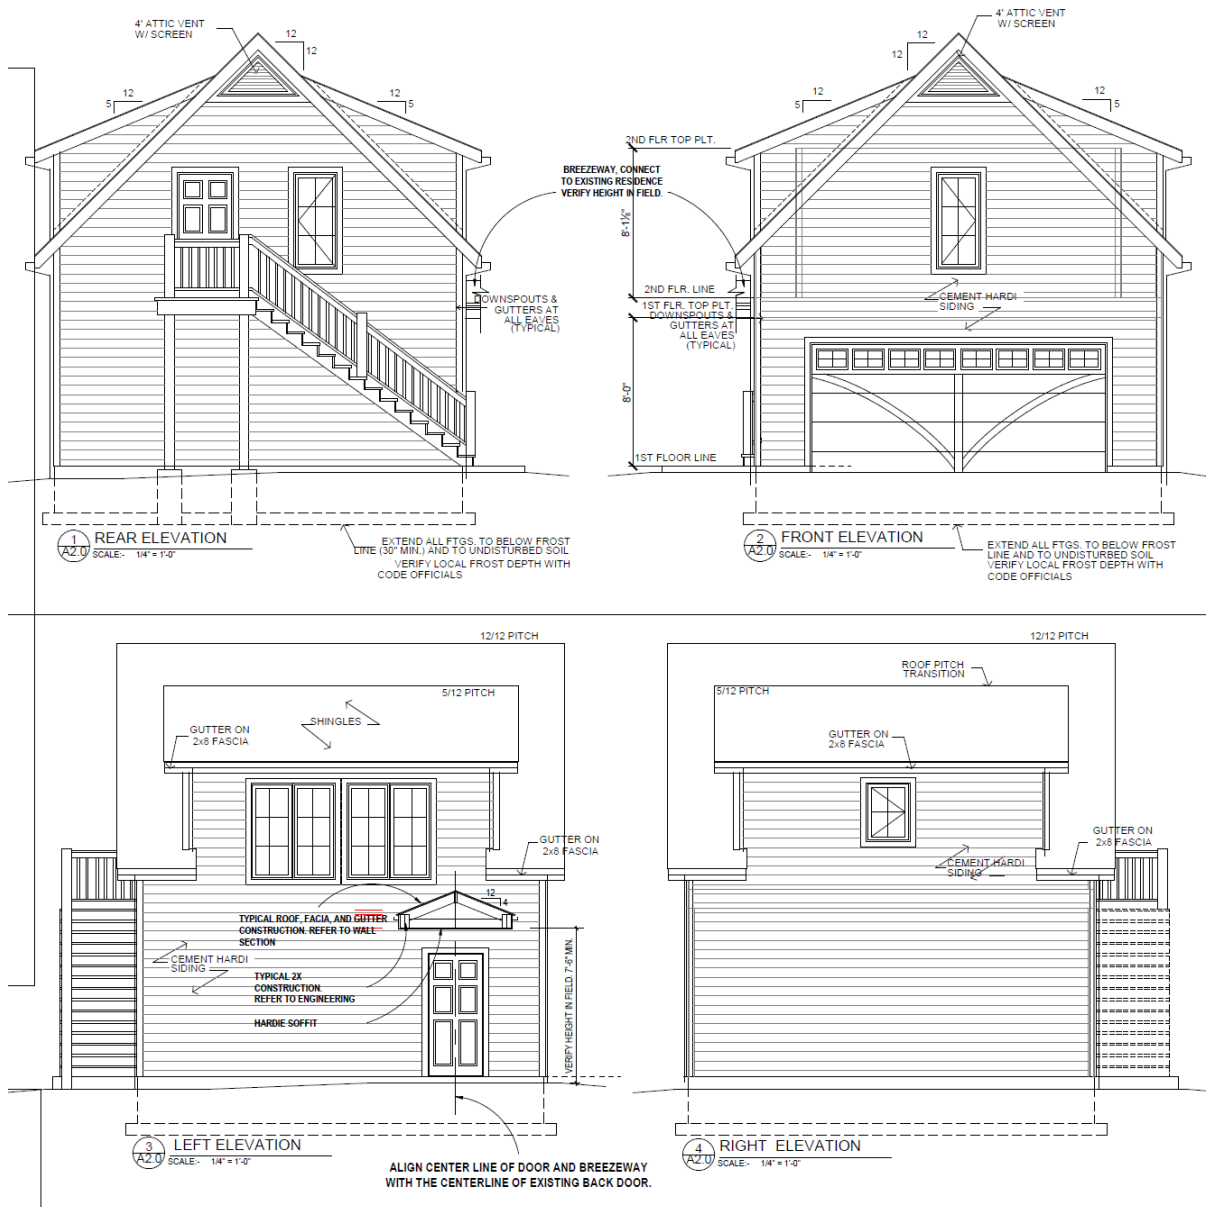 4' ATTIC VENT
W/ SCREEN
12
12
12
5
12
5
DOWNSPOUTS &
GUTTERS AT
ALL EAVES
(TYPICAL)
BREEZEWAY, CONNECT
TO EXISTING RESIDENCE
VERIFY HEIGHT IN FIELD.
1
A2.0
REAR ELEVATION
SCALE:- 1/4" = 1'-0"
EXTEND ALL FTGS. TO BELOW FROST
LINE (30" MIN.) AND TO UNDISTURBED SOIL
VERIFY LOCAL FROST DEPTH WITH
CODE OFFICIALS
4' ATTIC VENT
W/ SCREEN
12
12
12
5
12
5
2ND FLR TOP PLT.
8'-1½"
2ND FLR. LINE
1ST FLR. TOP PLT.
DOWNSPOUTS &
GUTTERS AT
ALL EAVES
(TYPICAL)
8'-0"
1ST FLOOR LINE
CEMENT HARDI
SIDING
2
A2.0
FRONT ELEVATION
SCALE:- 1/4" = 1'-0"
EXTEND ALL FTGS. TO BELOW FROST
LINE AND TO UNDISTURBED SOIL
VERIFY LOCAL FROST DEPTH WITH
CODE OFFICIALS
12/12 PITCH
5/12 PITCH
SHINGLES
GUTTER ON
2x8 FASCIA
GUTTER ON
2x8 FASCIA
12
4
TYPICAL ROOF, FACIA, AND GUTTER
CONSTRUCTION. REFER TO WALL
SECTION
CEMENT HARDI
SIDING
TYPICAL 2X
CONSTRUCTION.
REFER TO ENGINEERING
HARDIE SOFFIT
VERIFY HEIGHT IN FIELD. 7'-6" MIN.
3
A2.0
LEFT ELEVATION
SCALE:- 1/4" = 1'-0"
ALIGN CENTER LINE OF DOOR AND BREEZEWAY
WITH THE CENTERLINE OF EXISTING BACK DOOR.
12/12 PITCH
ROOF PITCH
TRANSITION
5/12 PITCH
GUTTER ON
2x8 FASCIA
GUTTER ON
2x8 FASCIA
CEMENT HARDI
SIDING
4
A2.0
RIGHT ELEVATION
SCALE:- 1/4" = 1'-0"